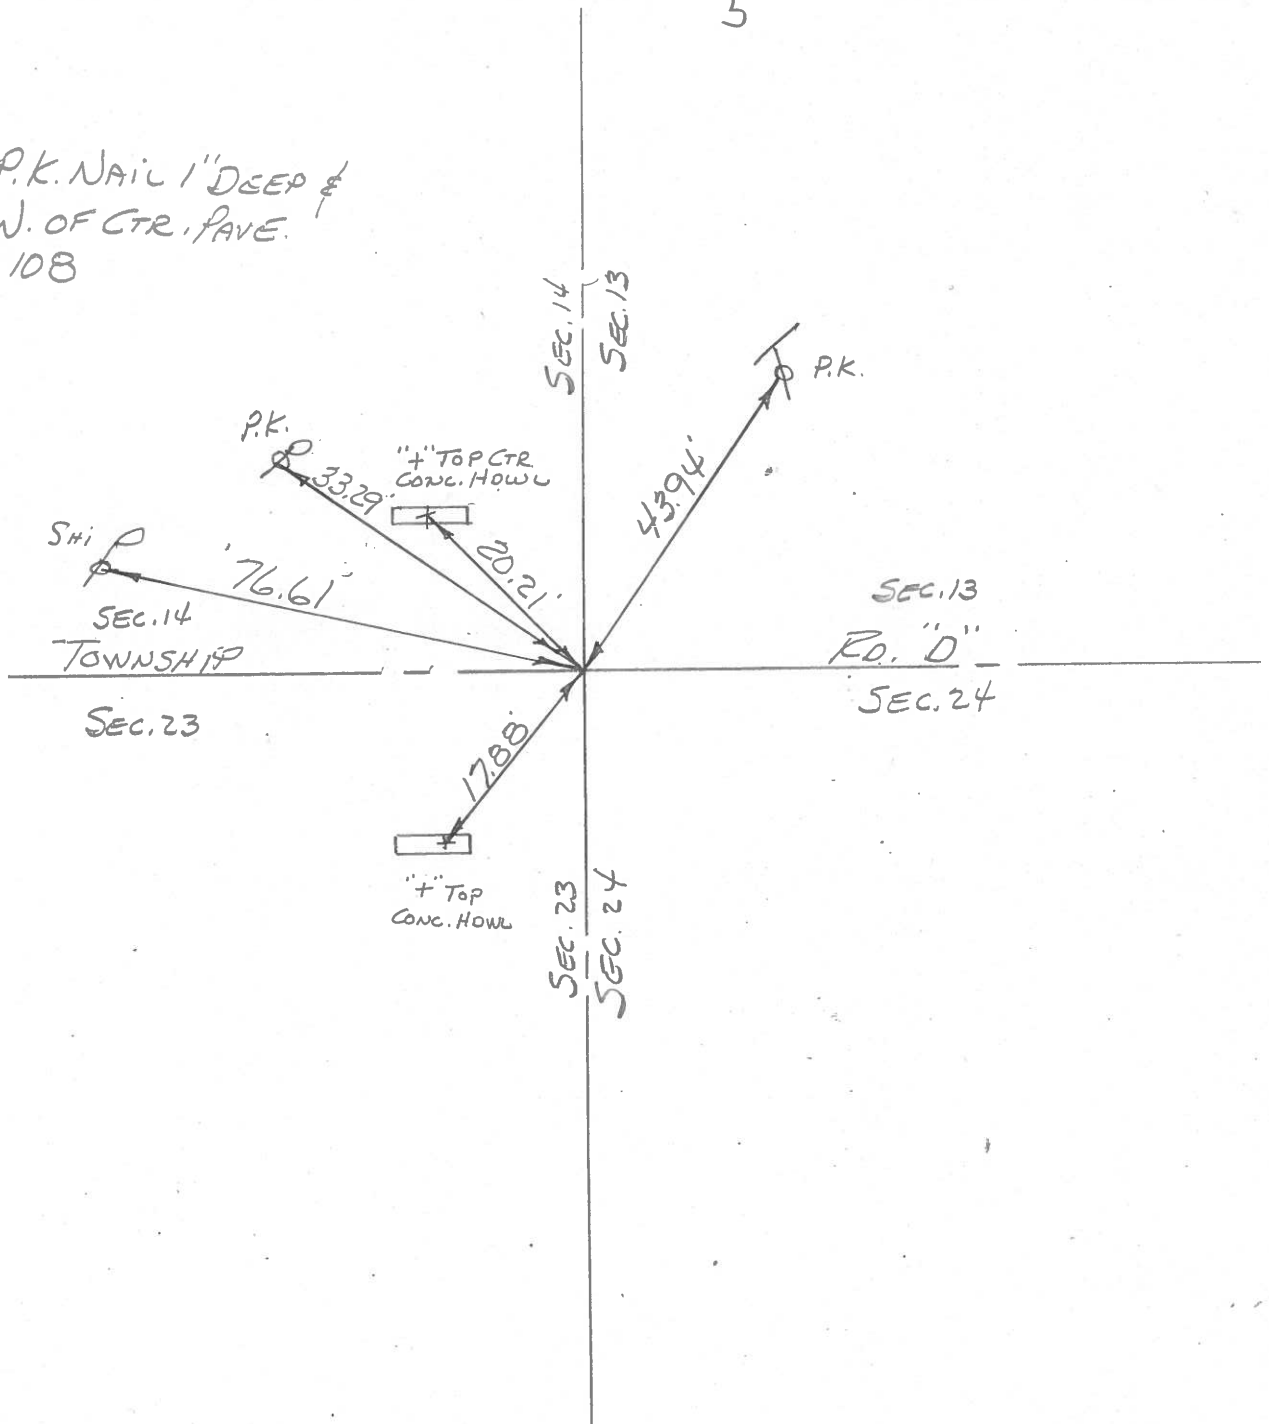 5
P.K. NAIL 1" DEEP &
N. OF CTR. PAVE.
108
SEC. 14
SEC. 13
P.K.
P.K.
"+" TOP CTR
CONC. HDWL
33.29'
43.94'
SHI
76.61'
20.21'
SEC. 14
SEC. 13
TOWNSHIP
RD. "D"
SEC. 23
SEC. 24
17.88'
"+" TOP
CONC. HDWL
SEC. 23
SEC. 24